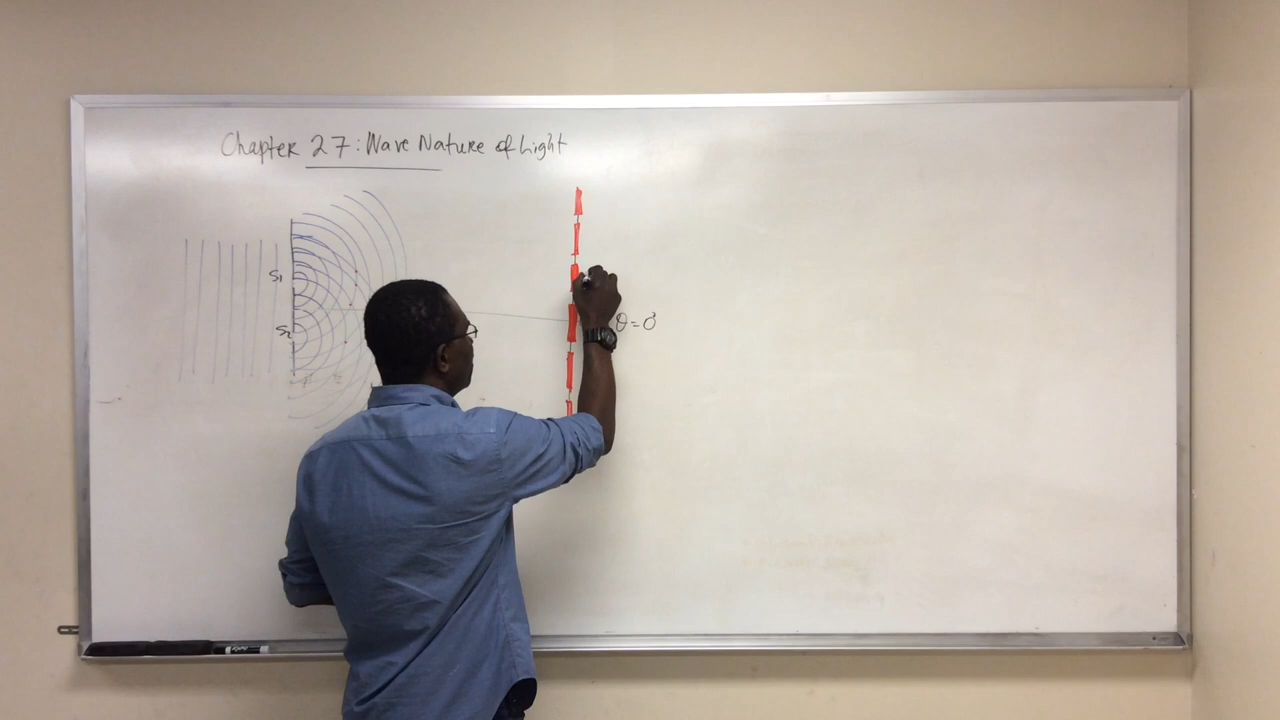 Chapter 27: Wave Nature of Light
S1
S2
θ = 0°